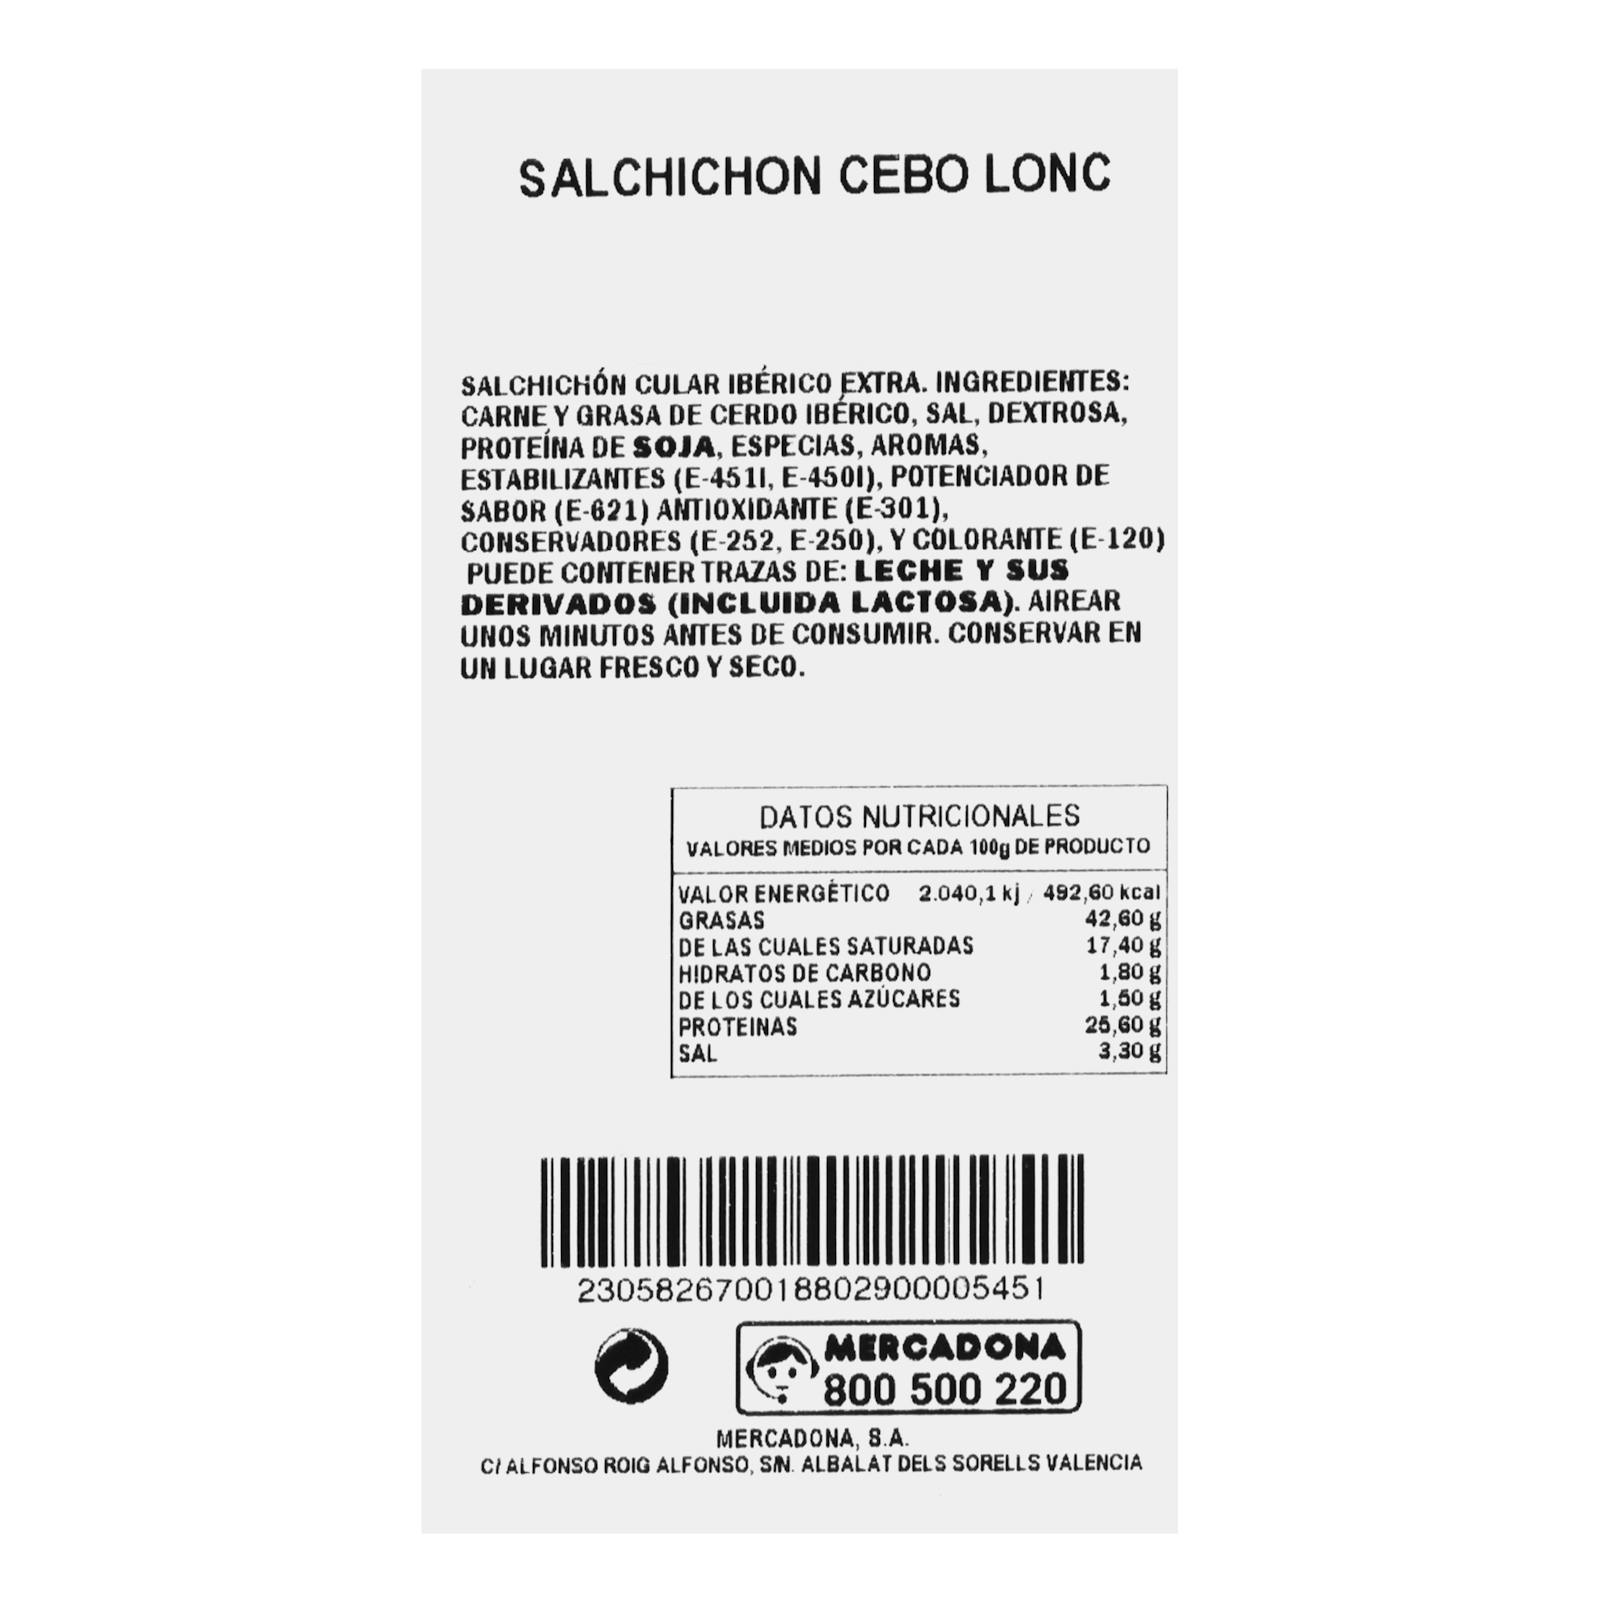 SALCHICHON CEBO LONC
SALCHICHÓN CULAR IBÉRICO EXTRA. INGREDIENTES:
CARNE Y GRASA DE CERDO IBÉRICO, SAL, DEXTROSA,
PROTEÍNA DE SOJA, ESPECIAS, AROMAS,
ESTABILIZANTES (E-451I, E-450I), POTENCIADOR DE
SABOR (E-621) ANTIOXIDANTE (E-301),
CONSERVADORES (E-252, E-250), Y COLORANTE (E-120)
PUEDE CONTENER TRAZAS DE: LECHE Y SUS
DERIVADOS (INCLUIDA LACTOSA). AIREAR
UNOS MINUTOS ANTES DE CONSUMIR. CONSERVAR EN
UN LUGAR FRESCO Y SECO.
DATOS NUTRICIONALES
VALORES MEDIOS POR CADA 100g DE PRODUCTO
VALOR ENERGÉTICO 2.040,1 kj / 492,60 kcal
GRASAS 42,60 g
DE LAS CUALES SATURADAS 17,40 g
HIDRATOS DE CARBONO 1,80 g
DE LOS CUALES AZÚCARES 1,50 g
PROTEINAS 25,60 g
SAL 3,30 g
2305826700188029000054​51
MERCADONA
800 500 220
MERCADONA, S.A.
C/ ALFONSO ROIG ALFONSO, S/N. ALBALAT DELS SORELLS VALENCIA